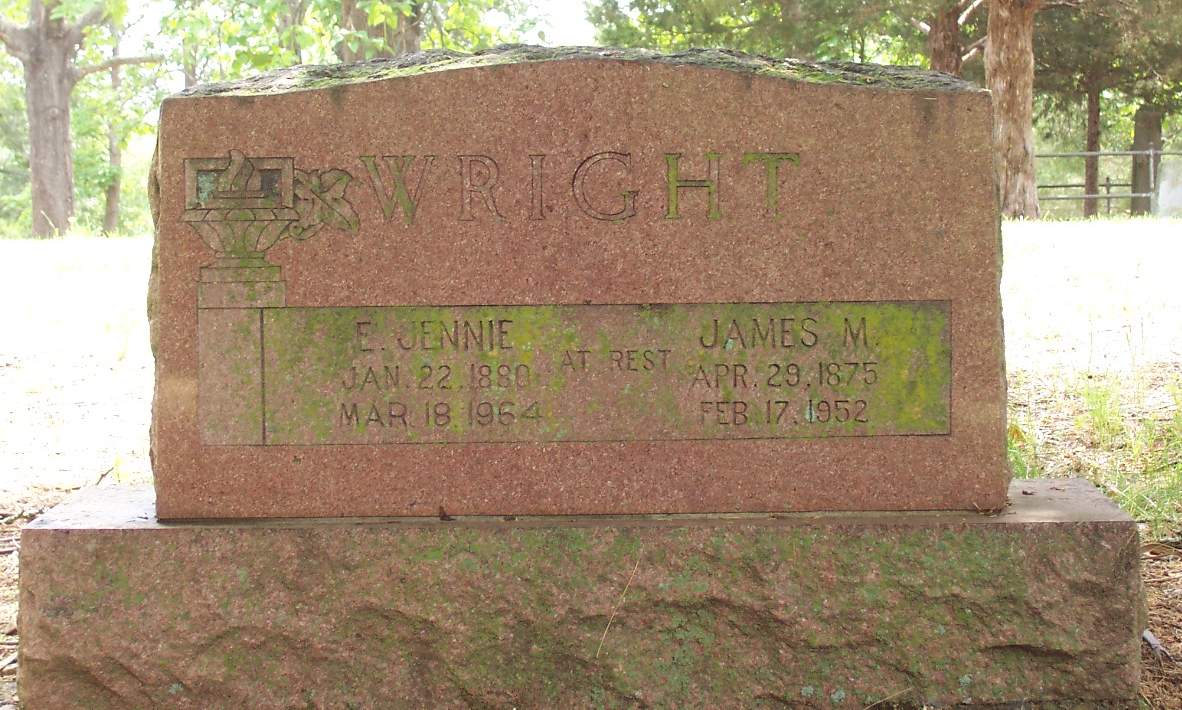 WRIGHT
E. JENNIE
JAN. 22. 1880
MAR. 18. 1964
AT REST
JAMES M.
APR. 29. 1875
FEB. 17. 1952